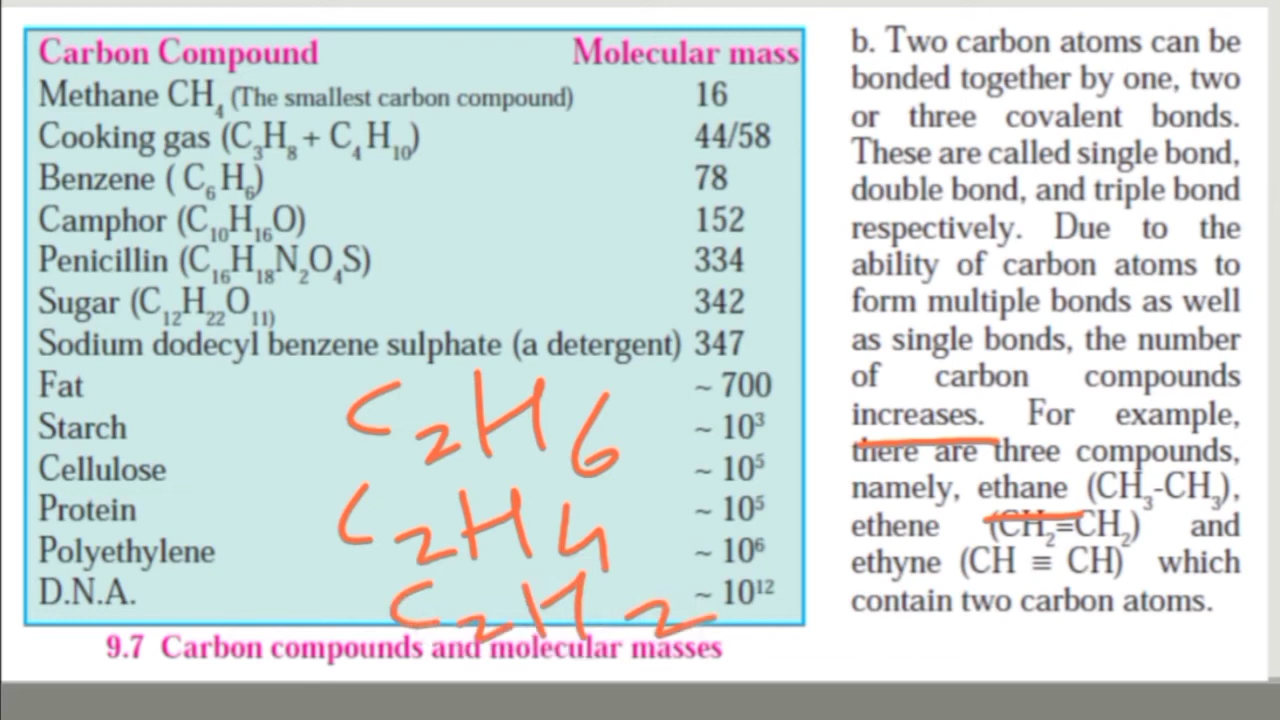 Carbon Compound Molecular mass
Methane CH₄ (The smallest carbon compound) 16
Cooking gas (C₃H₈ + C₄H₁₀) 44/58
Benzene ( C₆H₆) 78
Camphor (C₁₀H₁₆O) 152
Penicillin (C₁₆H₁₈N₂O₄S) 334
Sugar (C₁₂H₂₂O₁₁) 342
Sodium dodecyl benzene sulphate (a detergent) 347
Fat ~ 700
Starch ~ 10³
Cellulose ~ 10⁵
Protein ~ 10⁵
Polyethylene ~ 10⁶
D.N.A. ~ 10¹²
C₂H₆
C₂H₄
C₂H₂
9.7 Carbon compounds and molecular masses
b. Two carbon atoms can be
bonded together by one, two
or three covalent bonds.
These are called single bond,
double bond, and triple bond
respectively. Due to the
ability of carbon atoms to
form multiple bonds as well
as single bonds, the number
of carbon compounds
increases. For example,
there are three compounds,
namely, ethane (CH₃-CH₃),
ethene (CH₂=CH₂) and
ethyne (CH ≡ CH) which
contain two carbon atoms.